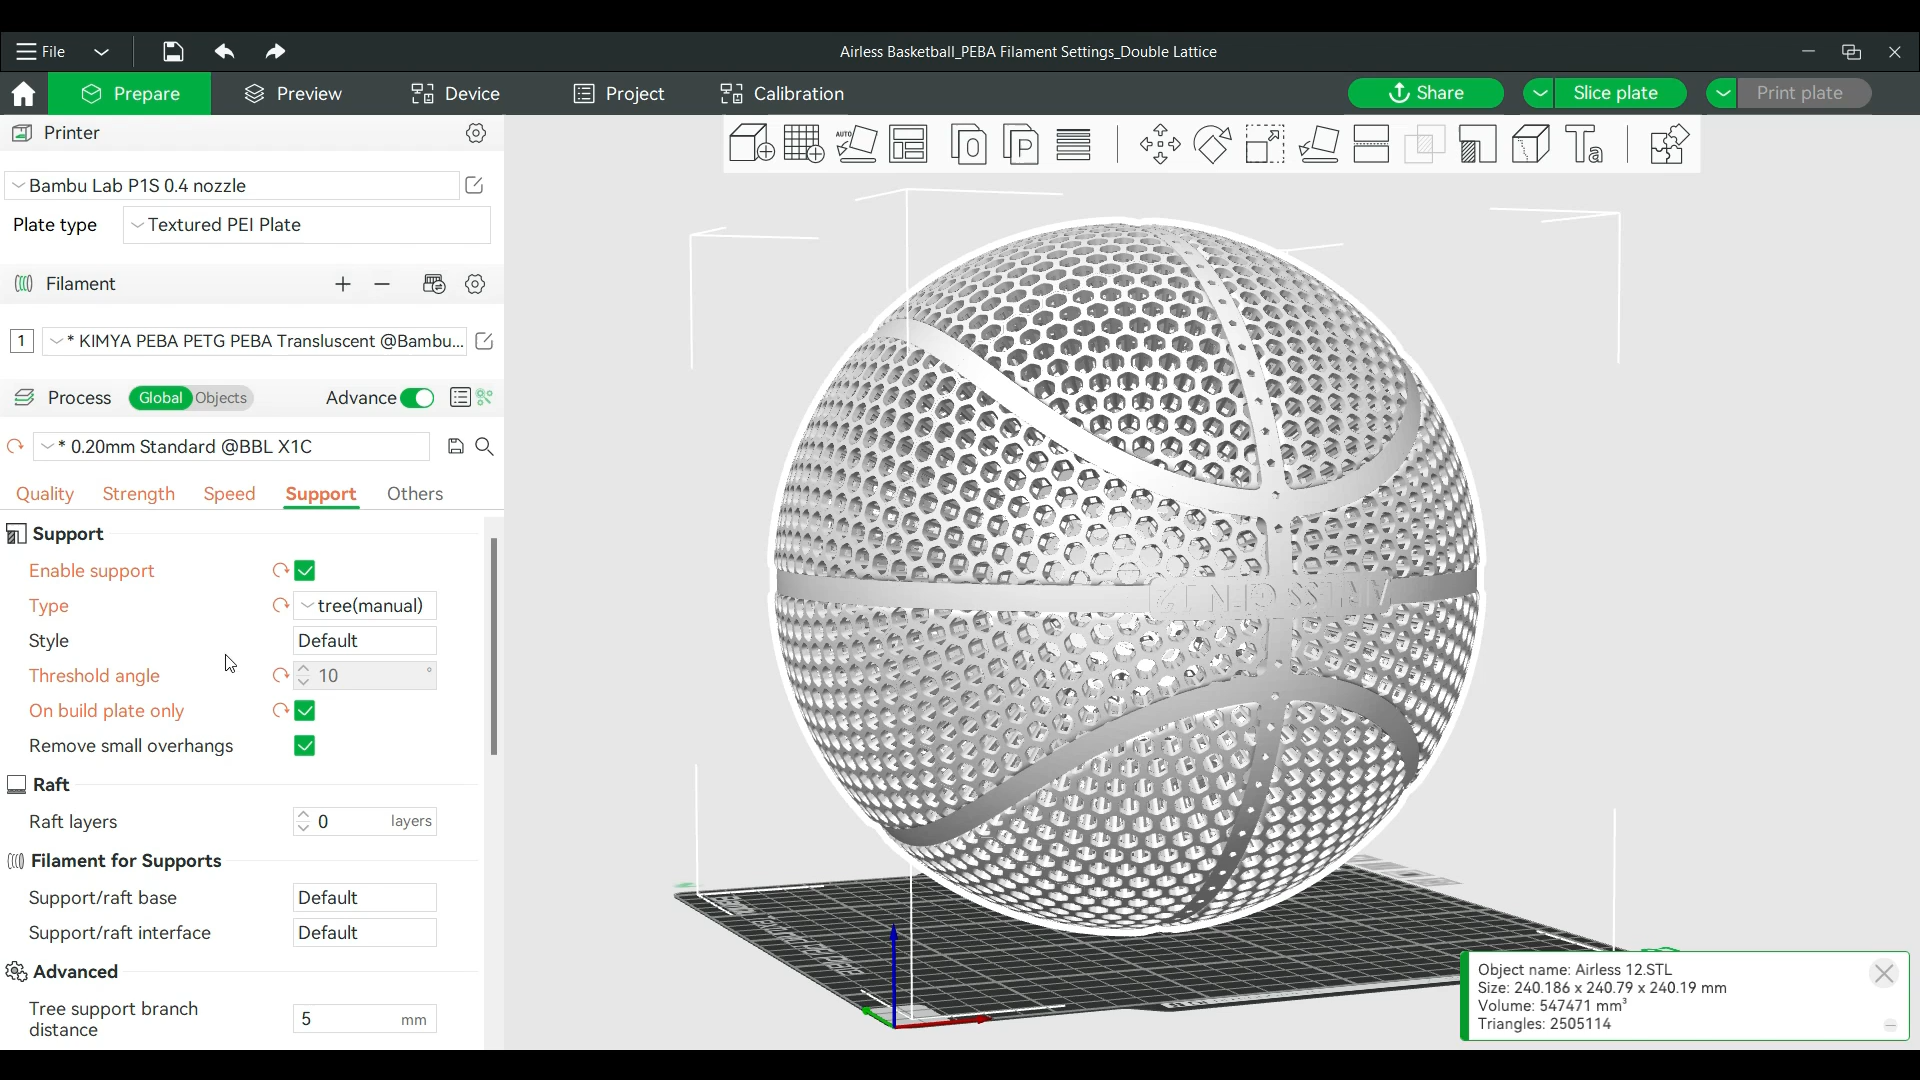 File
Airless Basketball_PEBA Filament Settings_Double Lattice
Prepare
Preview
Device
Project
Calibration
Share
Slice plate
Print plate
Printer
AUTO
Bambu Lab P1S 0.4 nozzle
Plate type
Textured PEI Plate
Filament
1
* KIMYA PEBA PETG PEBA Transluscent @Bambu...
Process
Global
Objects
Advance
* 0.20mm Standard @BBL X1C
Quality
Strength
Speed
Support
Others
Support
Enable support
Type
tree(manual)
Style
Default
Threshold angle
10
°
On build plate only
Remove small overhangs
Raft
Raft layers
0
layers
Filament for Supports
Support/raft base
Default
Support/raft interface
Default
Advanced
Tree support branch
distance
5
mm
Object name: Airless 12.STL
Size: 240.186 x 240.79 x 240.19 mm
Volume: 547471 mm³
Triangles: 2505114